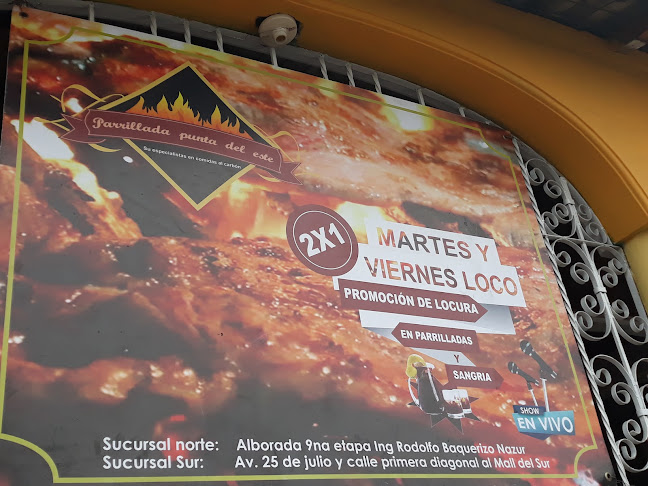 Parrillada punta del este
Su especialistas en comidas al carbón
2X1
MARTES Y
VIERNES LOCO
PROMOCIÓN DE LOCURA
EN PARRILLADAS
Y
SANGRIA
SHOW
EN VIVO
Sucursal norte: Alborada 9na etapa Ing Rodolfo Baquerizo Nazur
Sucursal Sur: Av. 25 de julio y calle primera diagonal al Mall del Sur